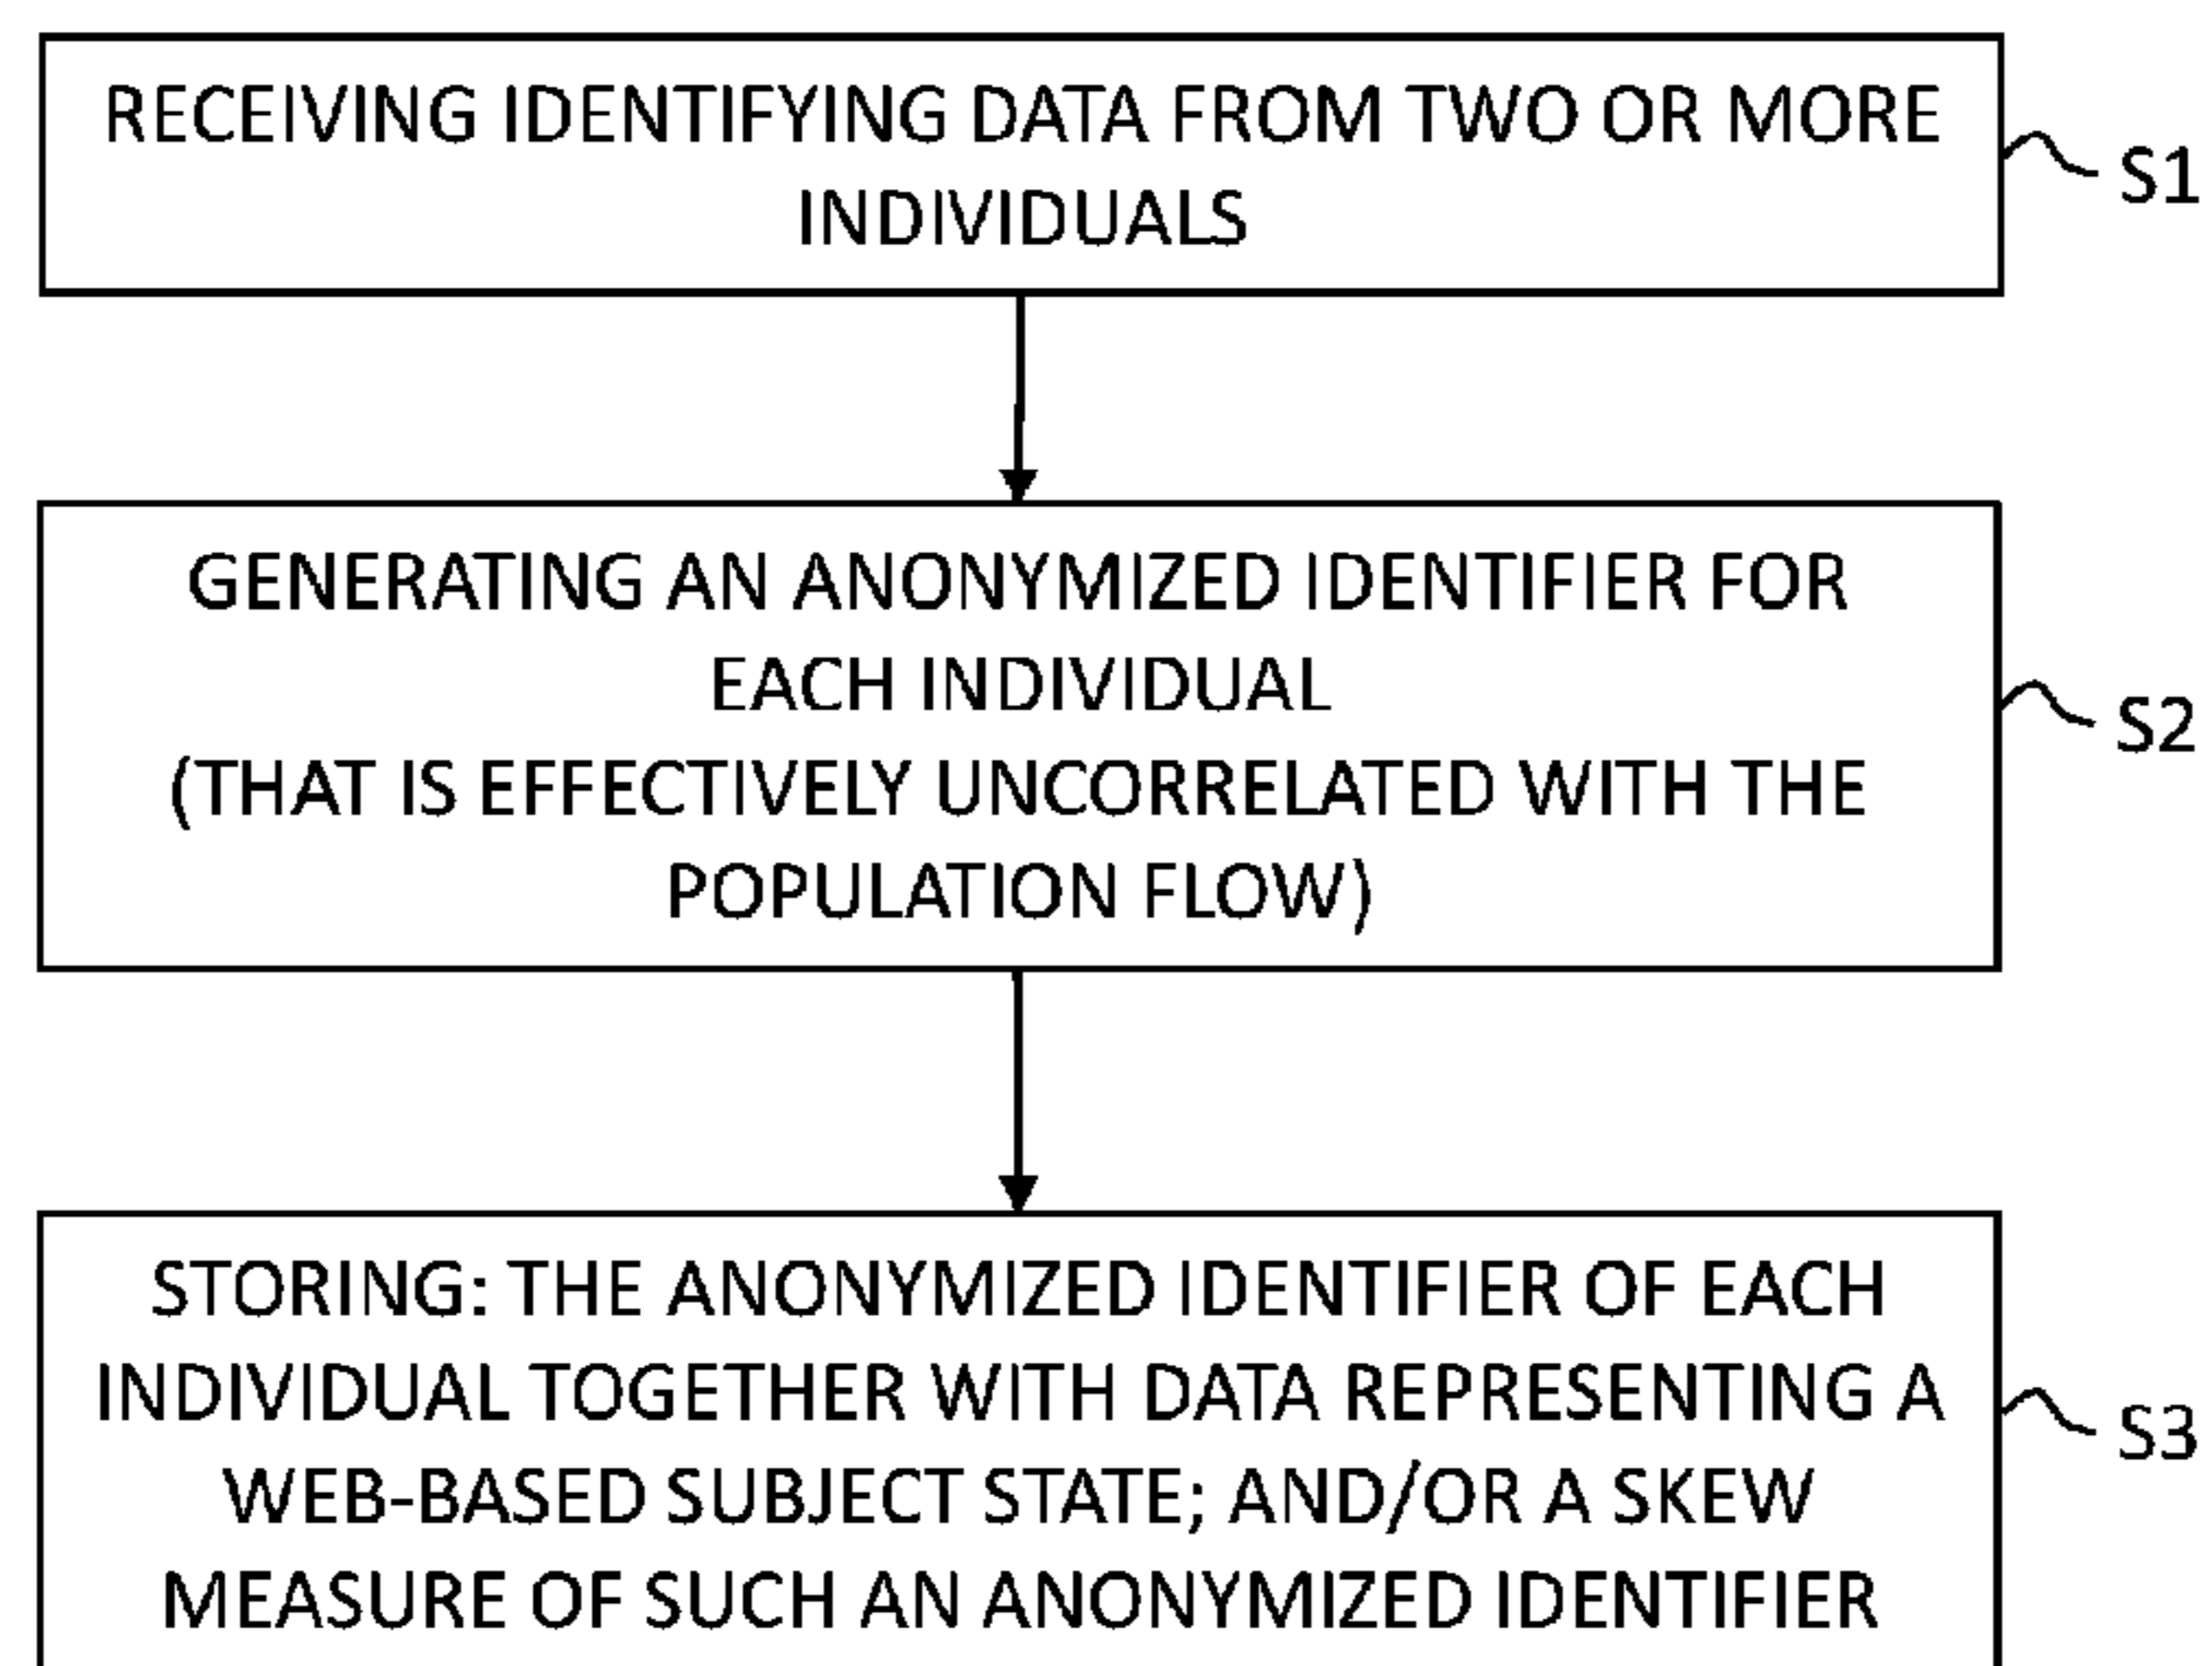 RECEIVING IDENTIFYING DATA FROM TWO OR MORE
INDIVIDUALS
S1
GENERATING AN ANONYMIZED IDENTIFIER FOR
EACH INDIVIDUAL
(THAT IS EFFECTIVELY UNCORRELATED WITH THE
POPULATION FLOW)
S2
STORING: THE ANONYMIZED IDENTIFIER OF EACH
INDIVIDUAL TOGETHER WITH DATA REPRESENTING A
WEB-BASED SUBJECT STATE; AND/OR A SKEW
MEASURE OF SUCH AN ANONYMIZED IDENTIFIER
S3